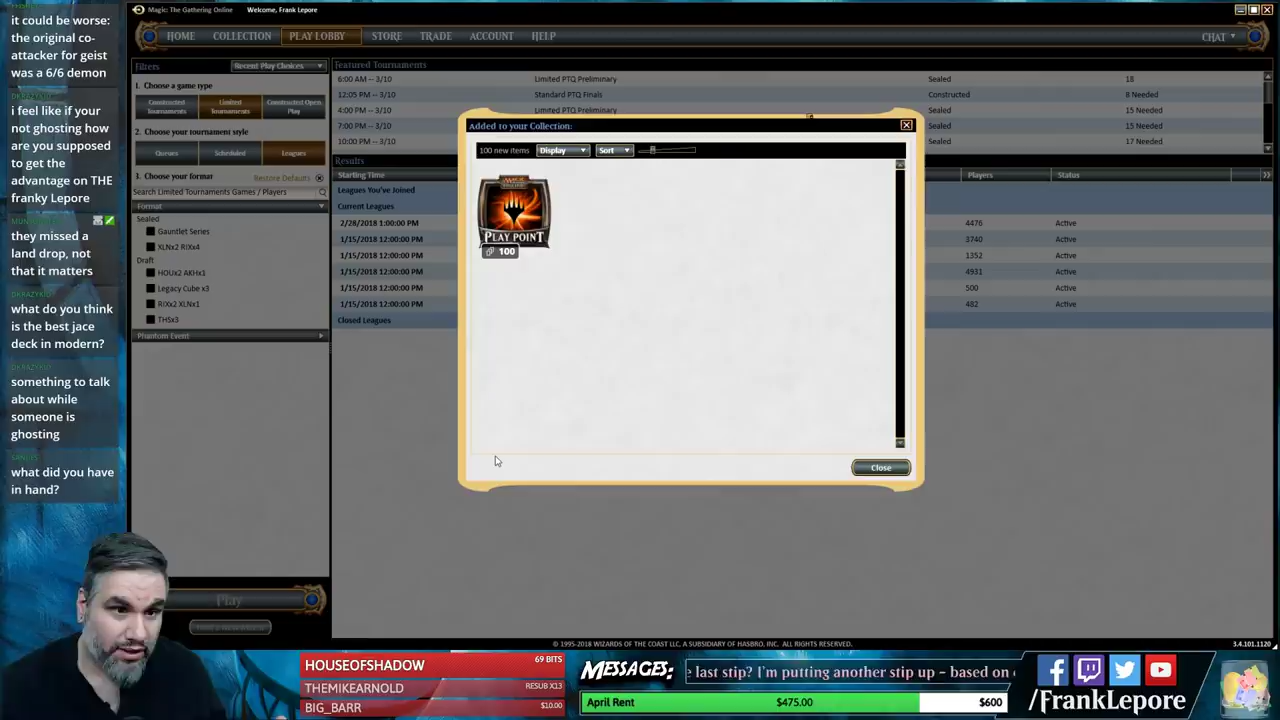 it could be worse:
the original co-
attacker for geist
was a 6/6 demon
DKRAZYKID
i feel like if your
not ghosting how
are you supposed
to get the
advantage on THE
franky Lepore
they missed a
land drop, not
that it matters
DKRAZYKID
what do you think
is the best jace
deck in modern?
DKRAZYKID
something to talk
about while
someone is
ghosting
what did you have
in hand?
Magic: The Gathering Online Welcome, Frank Lepore
HOME COLLECTION PLAY LOBBY STORE TRADE ACCOUNT HELP CHAT
Filters Recent Play Choices
1. Choose a game type
Constructed Tournaments Limited Tournaments Constructed Open Play
2. Choose your tournament style
Queues Scheduled Leagues
3. Choose your format Restore Defaults
Search Limited Tournaments Games / Players
Format
Sealed
Gauntlet Series
XLNx2 RIXx4
Draft
HOUx2 AKHx1
Legacy Cube x3
RIXx2 XLNx1
THSx3
Phantom Event
Play
Featured Tournaments
6:00 AM -- 3/10 Limited PTQ Preliminary Sealed 18
12:05 PM -- 3/10 Standard PTQ Finals Constructed 8 Needed
4:00 PM -- 3/10 Limited PTQ Preliminary Sealed 15 Needed
7:00 PM -- 3/10 Sealed 15 Needed
10:00 PM -- 3/10 Sealed 17 Needed
Results
Starting Time Players Status
Leagues You've Joined
Current Leagues
2/28/2018 1:00:00 PM 4476 Active
1/15/2018 12:00:00 PM 3740 Active
1/15/2018 12:00:00 PM 1352 Active
1/15/2018 12:00:00 PM 4931 Active
1/15/2018 12:00:00 PM 500 Active
1/15/2018 12:00:00 PM 482 Active
Closed Leagues
Added to your Collection:
100 new items Display Sort
PLAY POINT
100
Close
© 1995-2018 WIZARDS OF THE COAST LLC, A SUBSIDIARY OF HASBRO, INC. ALL RIGHTS RESERVED. 3.4.101.1120
HOUSEOFSHADOW 69 BITS
THEMIKEARNOLD RESUB X13
BIG_BARR $10.00
MESSAGES: e last stip? I'm putting another stip up – based on
April Rent $475.00 $600
/FrankLepore